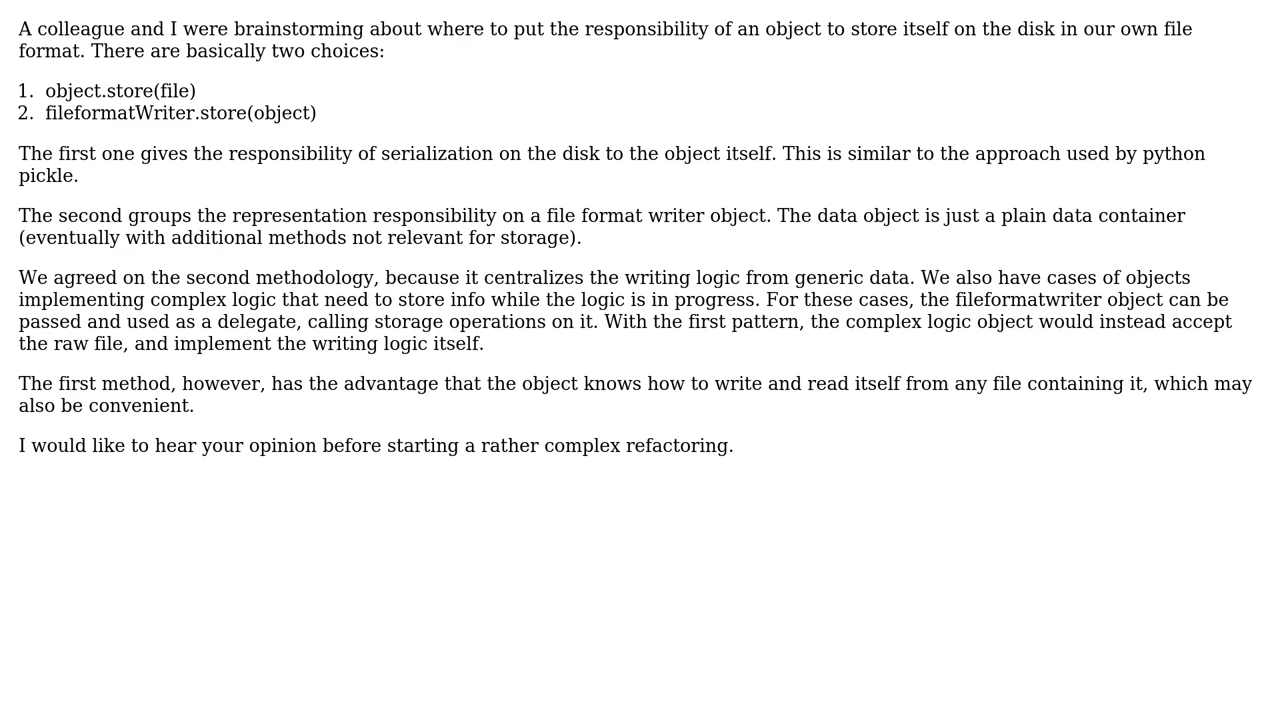 A colleague and I were brainstorming about where to put the responsibility of an object to store itself on the disk in our own file
format. There are basically two choices:
1. object.store(file)
2. fileformatWriter.store(object)
The first one gives the responsibility of serialization on the disk to the object itself. This is similar to the approach used by python
pickle.
The second groups the representation responsibility on a file format writer object. The data object is just a plain data container
(eventually with additional methods not relevant for storage).
We agreed on the second methodology, because it centralizes the writing logic from generic data. We also have cases of objects
implementing complex logic that need to store info while the logic is in progress. For these cases, the fileformatwriter object can be
passed and used as a delegate, calling storage operations on it. With the first pattern, the complex logic object would instead accept
the raw file, and implement the writing logic itself.
The first method, however, has the advantage that the object knows how to write and read itself from any file containing it, which may
also be convenient.
I would like to hear your opinion before starting a rather complex refactoring.